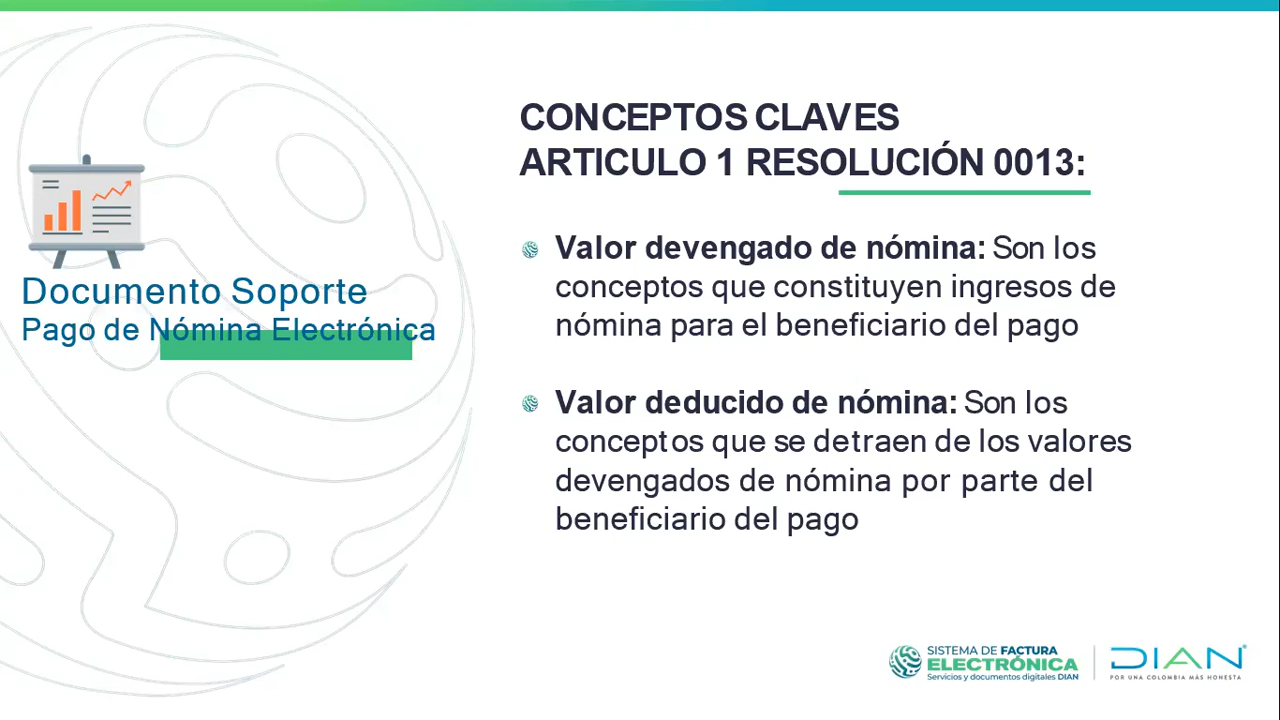 CONCEPTOS CLAVES
ARTICULO 1 RESOLUCIÓN 0013:
Documento Soporte
Pago de Nómina Electrónica
Valor devengado de nómina: Son los
conceptos que constituyen ingresos de
nómina para el beneficiario del pago
Valor deducido de nómina: Son los
conceptos que se detraen de los valores
devengados de nómina por parte del
beneficiario del pago
SISTEMA DE FACTURA
ELECTRÓNICA
Servicios y documentos digitales DIAN
DIAN
POR UNA COLOMBIA MÁS HONESTA